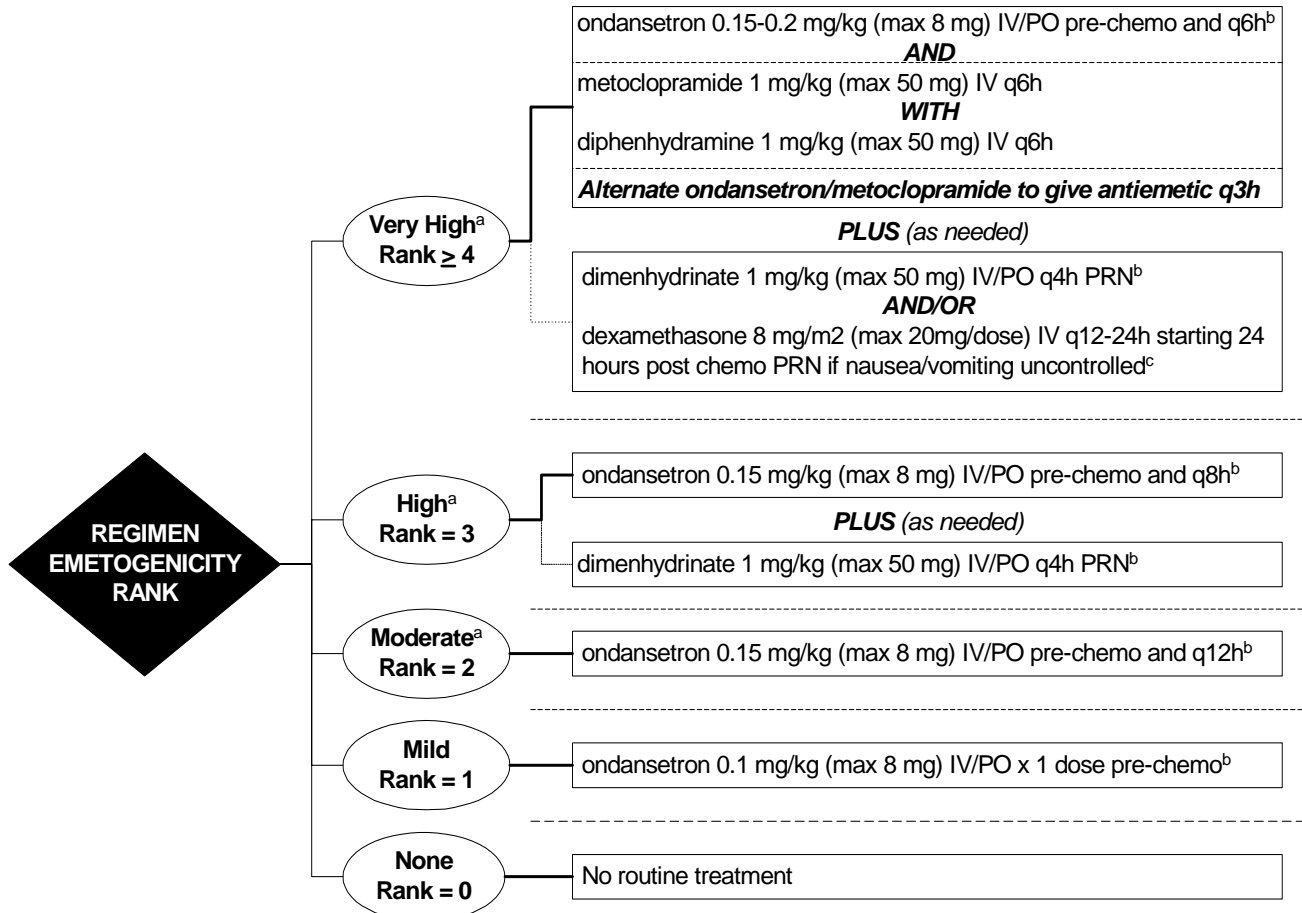 ondansetron 0.15-0.2 mg/kg (max 8 mg) IV/PO pre-chemo and q6hᵇ
AND
metoclopramide 1 mg/kg (max 50 mg) IV q6h
WITH
diphenhydramine 1 mg/kg (max 50 mg) IV q6h
Alternate ondansetron/metoclopramide to give antiemetic q3h
Very Highᵃ
Rank ≥ 4
PLUS (as needed)
dimenhydrinate 1 mg/kg (max 50 mg) IV/PO q4h PRNᵇ
AND/OR
dexamethasone 8 mg/m2 (max 20mg/dose) IV q12-24h starting 24
hours post chemo PRN if nausea/vomiting uncontrolledᶜ
REGIMEN
EMETOGENICITY
RANK
Highᵃ
Rank = 3
ondansetron 0.15 mg/kg (max 8 mg) IV/PO pre-chemo and q8hᵇ
PLUS (as needed)
dimenhydrinate 1 mg/kg (max 50 mg) IV/PO q4h PRNᵇ
Moderateᵃ
Rank = 2
ondansetron 0.15 mg/kg (max 8 mg) IV/PO pre-chemo and q12hᵇ
Mild
Rank = 1
ondansetron 0.1 mg/kg (max 8 mg) IV/PO x 1 dose pre-chemoᵇ
None
Rank = 0
No routine treatment